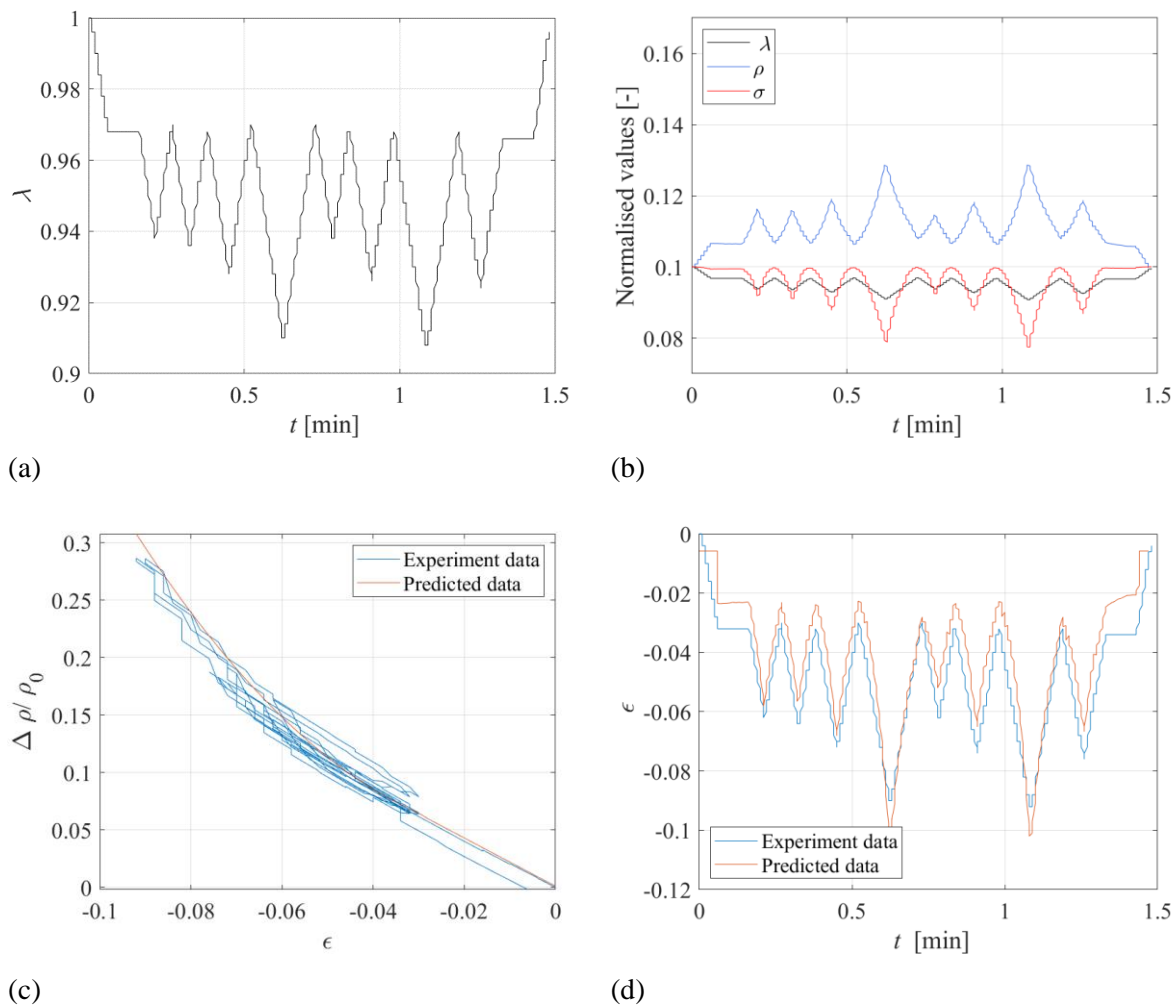 1
0.98
0.96
0.94
0.92
0.9
λ
0
0.5
1
1.5
t [min]
(a)
0.16
0.14
0.12
0.1
0.08
Normalised values [-]
λ
ρ
σ
0
0.5
1
1.5
t [min]
(b)
0.3
0.25
0.2
0.15
0.1
0.05
0
Δ ρ/ ρ0
Experiment data
Predicted data
-0.1
-0.08
-0.06
-0.04
-0.02
0
ϵ
(c)
0
-0.02
-0.04
-0.06
-0.08
-0.1
-0.12
ϵ
Experiment data
Predicted data
0
0.5
1
1.5
t [min]
(d)